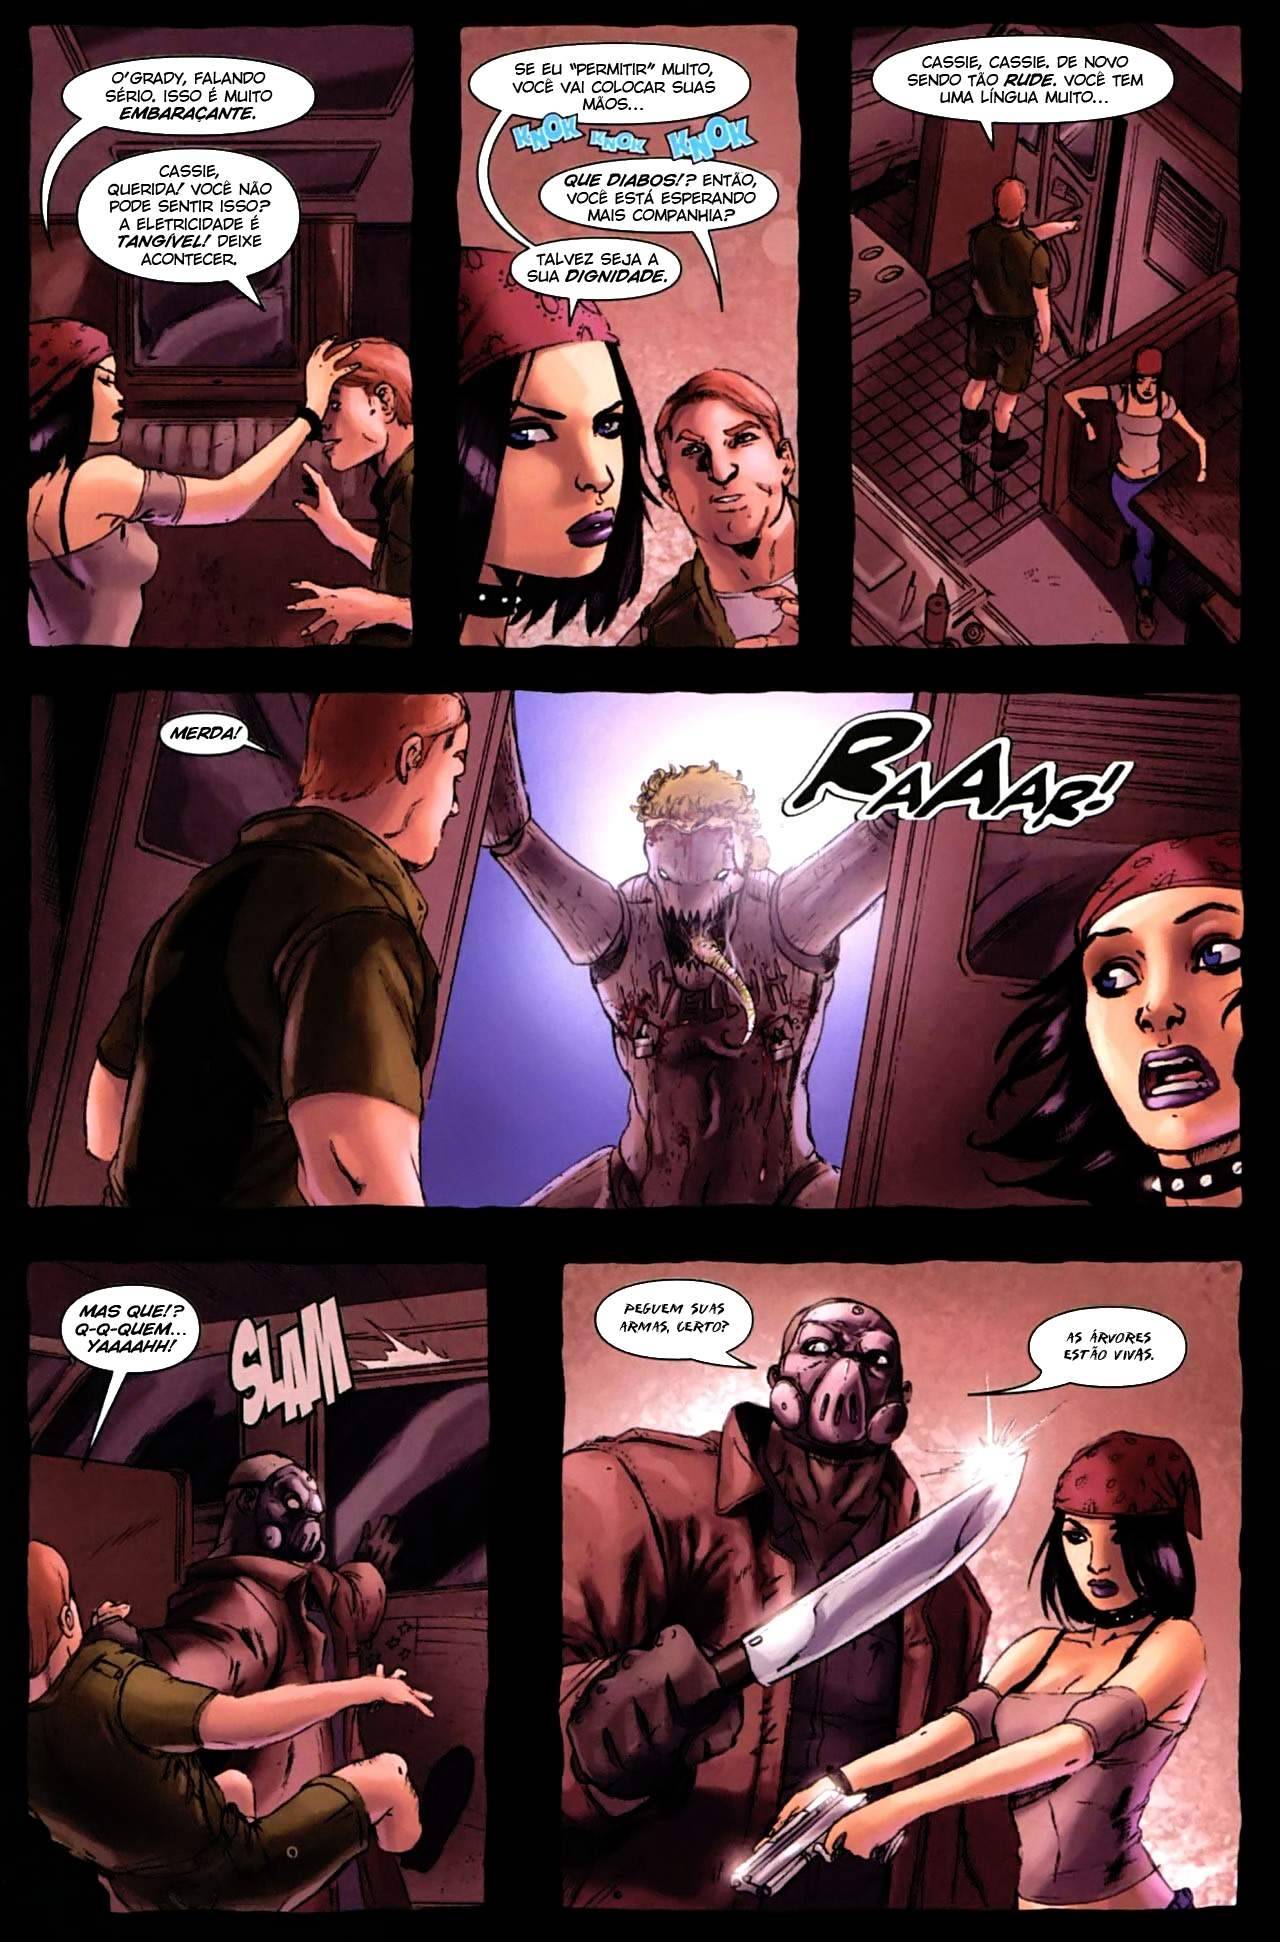 O'GRADY, FALANDO
SÉRIO. ISSO É MUITO
EMBARAÇANTE.
CASSIE,
QUERIDA! VOCÊ NÃO
PODE SENTIR ISSO?
A ELETRICIDADE É
TANGÍVEL! DEIXE
ACONTECER.
SE EU "PERMITIR" MUITO,
VOCÊ VAI COLOCAR SUAS
MÃOS...
KNOK KNOK KNOK
QUE DIABOS!? ENTÃO,
VOCÊ ESTÁ ESPERANDO
MAIS COMPANHIA?
TALVEZ SEJA A
SUA DIGNIDADE.
CASSIE, CASSIE. DE NOVO
SENDO TÃO RUDE. VOCÊ TEM
UMA LÍNGUA MUITO...
MERDA!
RAAAAR!
MAS QUE!?
Q-Q-QUEM...
YAAAAHH!
SLAM
PEGUEM SUAS
ARMAS, CERTO?
AS ÁRVORES
ESTÃO VIVAS.